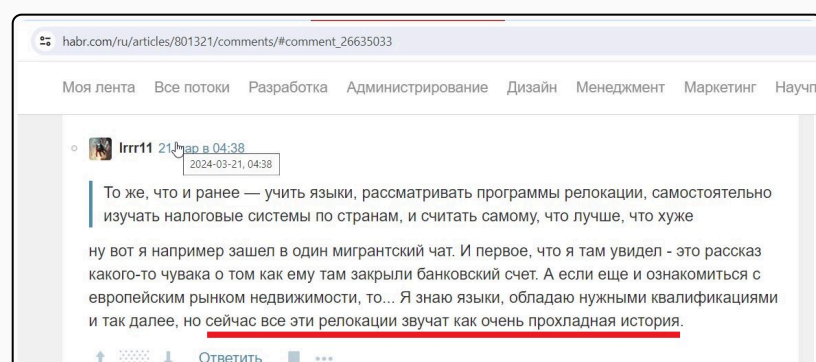 habr.com/ru/articles/801321/comments/#comment_26635033
Моя лента Все потоки Разработка Администрирование Дизайн Менеджмент Маркетинг Науч
lrrr11 21 мар в 04:38
2024-03-21, 04:38
То же, что и ранее — учить языки, рассматривать программы релокации, самостоятельно
изучать налоговые системы по странам, и считать самому, что лучше, что хуже
ну вот я например зашел в один мигрантский чат. И первое, что я там увидел - это рассказ
какого-то чувака о том как ему там закрыли банковский счет. А если еще и ознакомиться с
европейским рынком недвижимости, то... Я знаю языки, обладаю нужными квалификациями
и так далее, но сейчас все эти релокации звучат как очень прохладная история.
Ответить